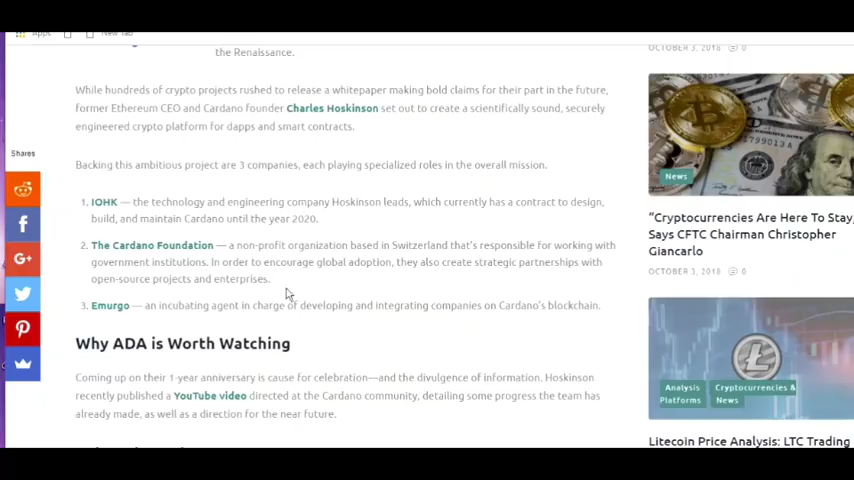 Apps
New Tab
the Renaissance.
While hundreds of crypto projects rushed to release a whitepaper making bold claims for their part in the future,
former Ethereum CEO and Cardano founder Charles Hoskinson set out to create a scientifically sound, securely
engineered crypto platform for dapps and smart contracts.
Backing this ambitious project are 3 companies, each playing specialized roles in the overall mission.
1. IOHK — the technology and engineering company Hoskinson leads, which currently has a contract to design,
build, and maintain Cardano until the year 2020.
2. The Cardano Foundation — a non-profit organization based in Switzerland that's responsible for working with
government institutions. In order to encourage global adoption, they also create strategic partnerships with
open-source projects and enterprises.
3. Emurgo — an incubating agent in charge of developing and integrating companies on Cardano's blockchain.
Why ADA is Worth Watching
Coming up on their 1-year anniversary is cause for celebration—and the divulgence of information. Hoskinson
recently published a YouTube video directed at the Cardano community, detailing some progress the team has
already made, as well as a direction for the near future.
Shares
G+
OCTOBER 3, 2018 0
News
"Cryptocurrencies Are Here To Stay,
Says CFTC Chairman Christopher
Giancarlo
OCTOBER 3, 2018 0
Analysis
Cryptocurrencies &
Platforms
News
Litecoin Price Analysis: LTC Trading